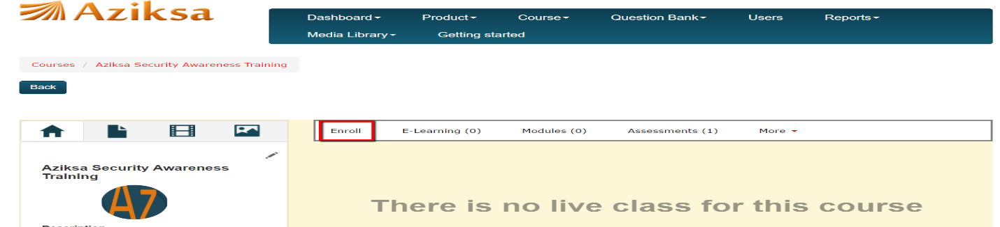 Aziksa
Dashboard Product Course Question Bank Users Reports
Media Library Getting started
Courses / Aziksa Security Awareness Training
Back
Enroll E-Learning (0) Modules (0) Assessments (1) More
Aziksa Security Awareness
Training
A7
There is no live class for this course